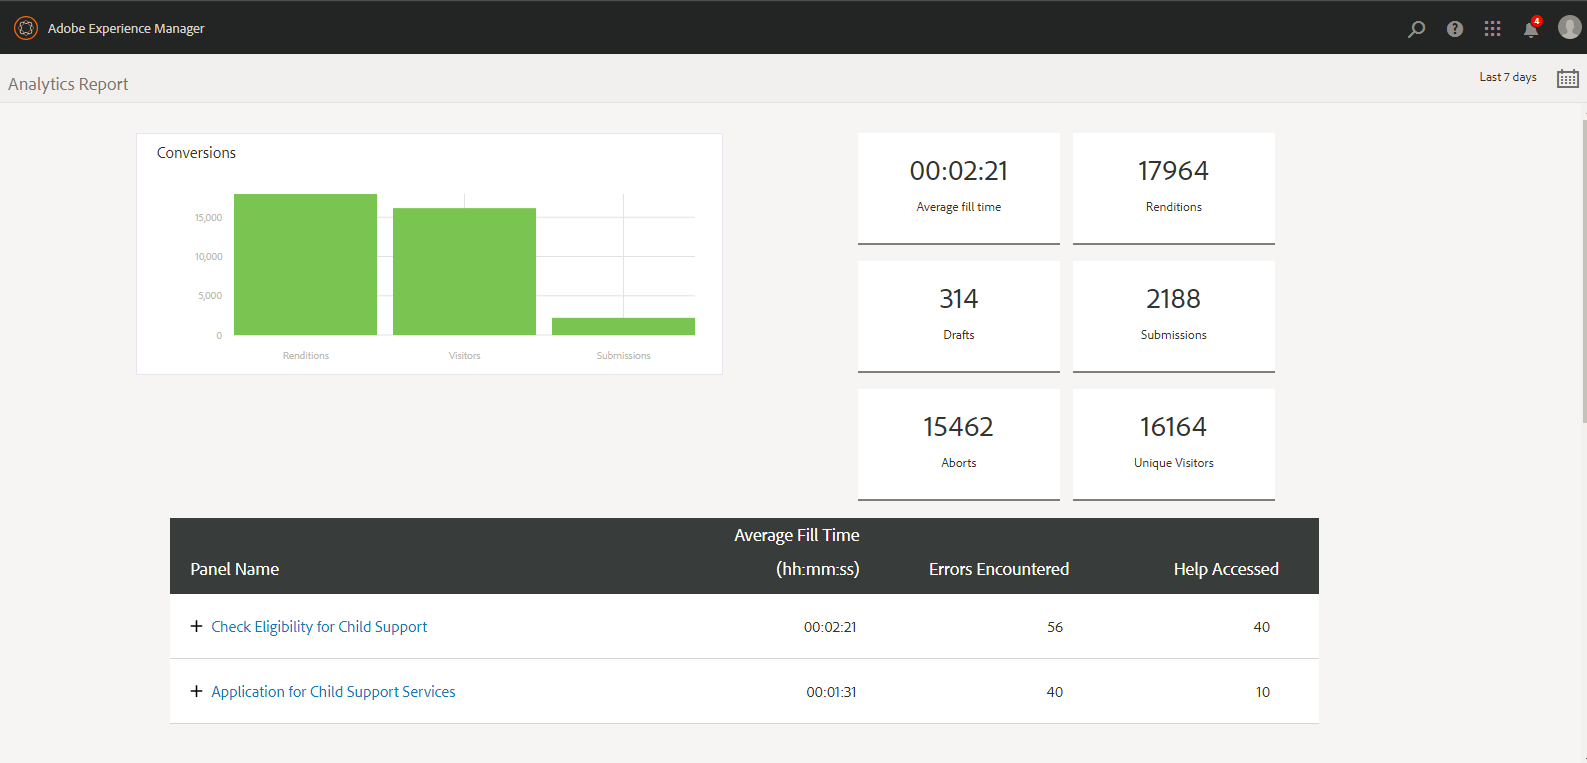 Adobe Experience Manager
4
Analytics Report
Last 7 days
Conversions
15,000
10,000
5,000
0
Renditions
Visitors
Submissions
00:02:21
Average fill time
17964
Renditions
314
Drafts
2188
Submissions
15462
Aborts
16164
Unique Visitors
Panel Name
Average Fill Time
(hh:mm:ss)
Errors Encountered
Help Accessed
+ Check Eligibility for Child Support
00:02:21
56
40
+ Application for Child Support Services
00:01:31
40
10